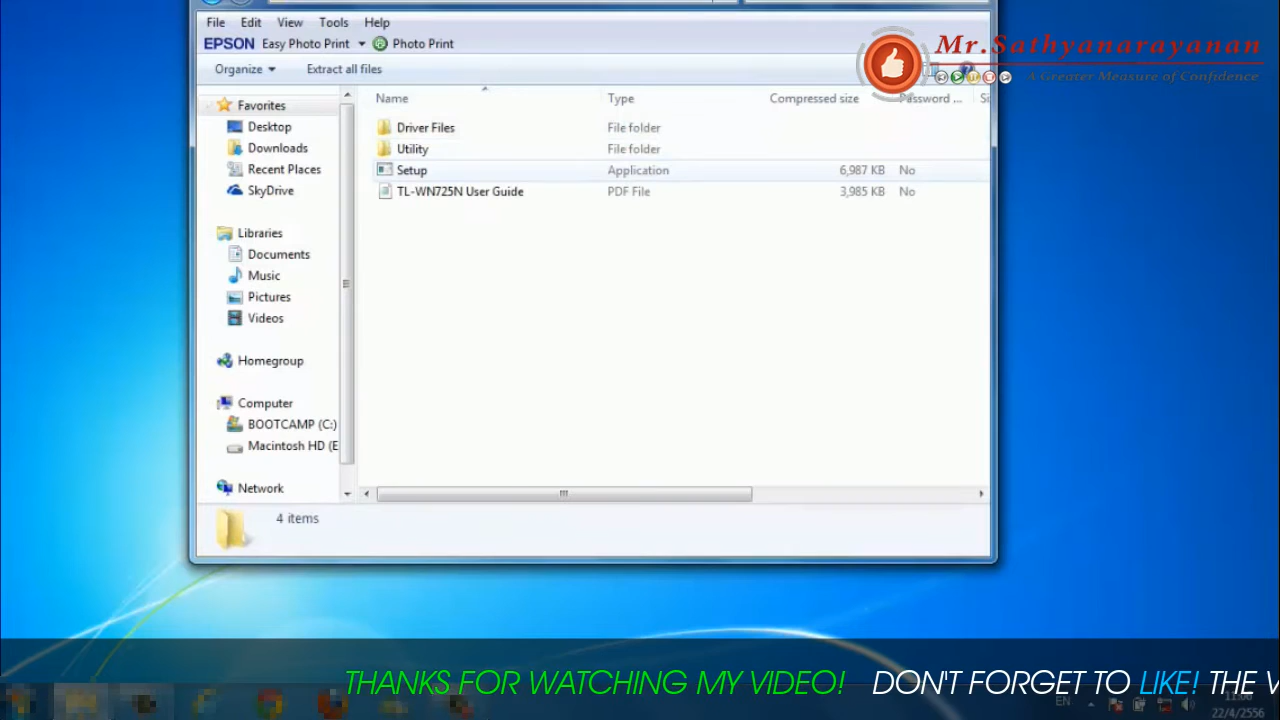 File Edit View Tools Help
EPSON Easy Photo Print Photo Print
Mr.Sathyanarayanan
A Greater Measure of Confidence
Organize Extract all files
Name Type Compressed size Password ... Si
Favorites
Desktop
Downloads
Recent Places
SkyDrive
Libraries
Documents
Music
Pictures
Videos
Homegroup
Computer
BOOTCAMP (C:)
Macintosh HD (E
Network
Driver Files File folder
Utility File folder
Setup Application 6,987 KB No
TL-WN725N User Guide PDF File 3,985 KB No
4 items
THANKS FOR WATCHING MY VIDEO! DON'T FORGET TO LIKE! THE V
EN
22/4/2556